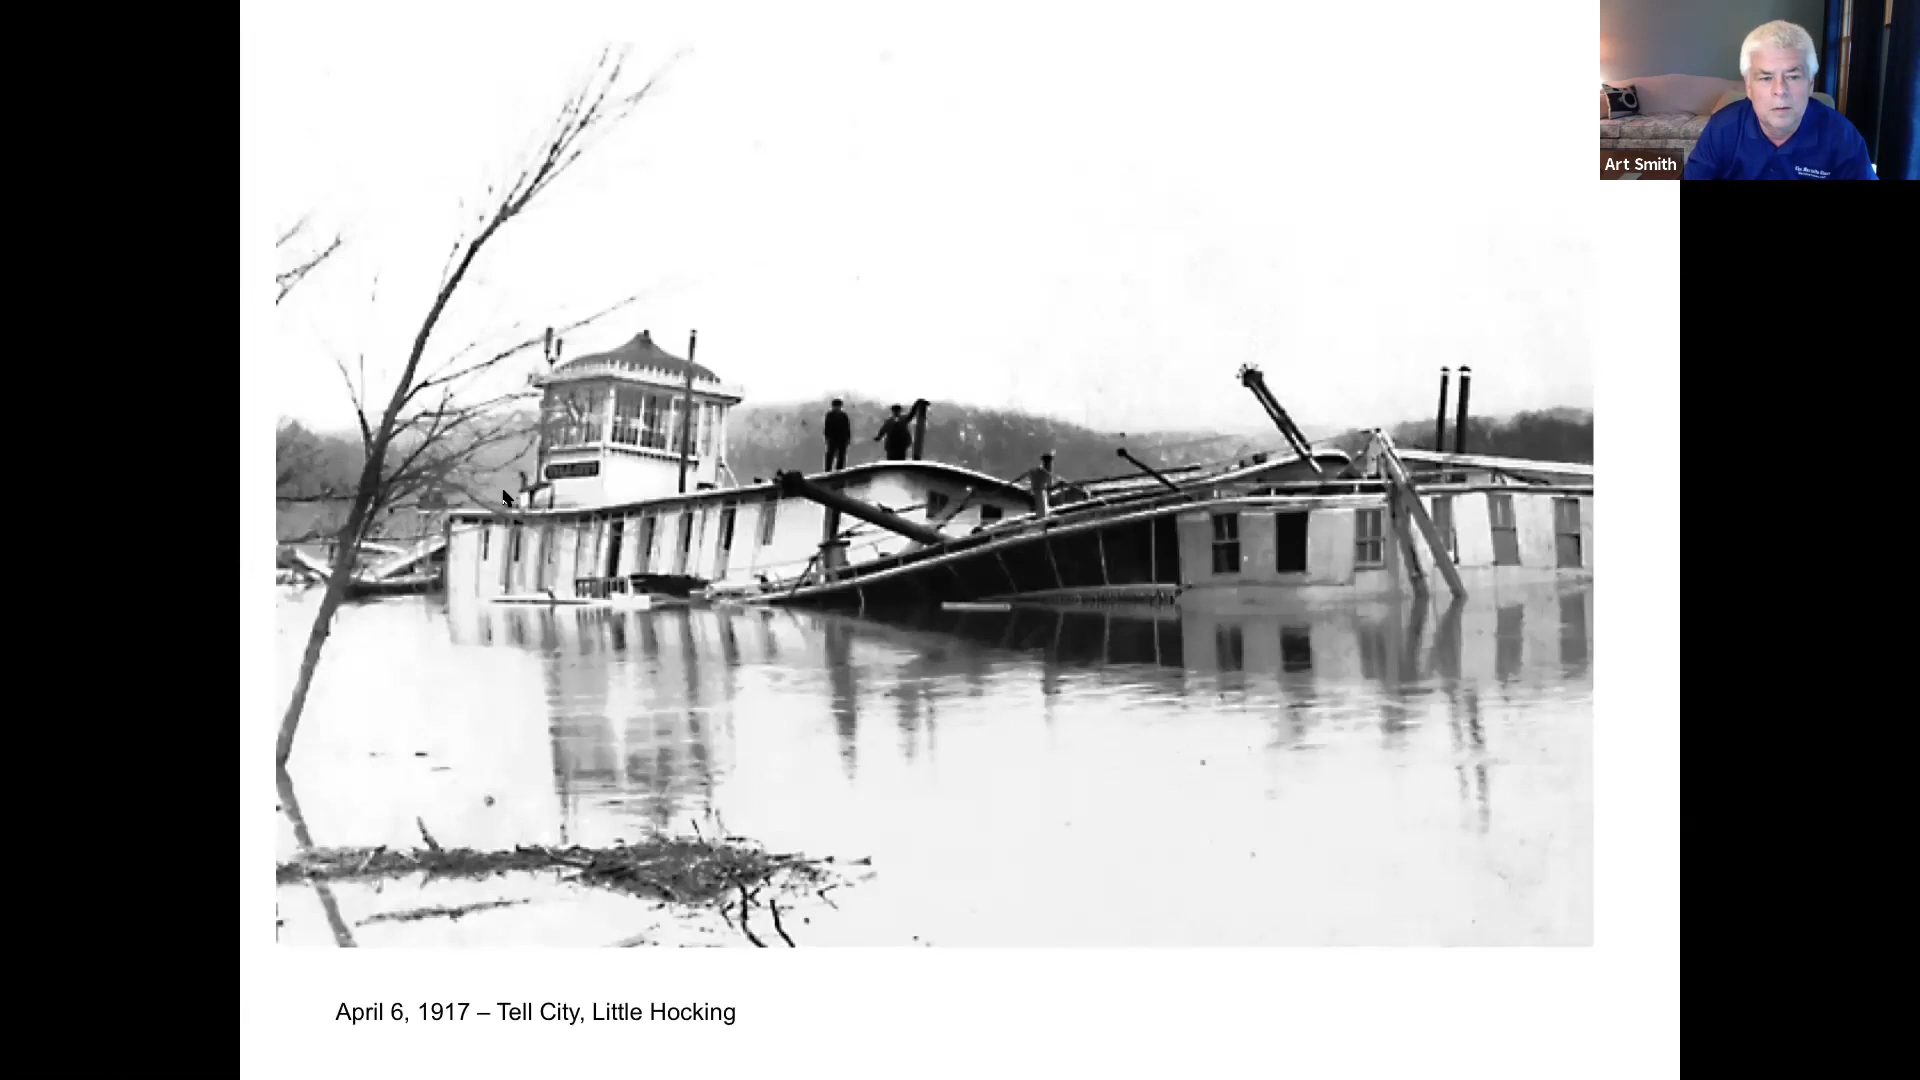 Art Smith
April 6, 1917 – Tell City, Little Hocking